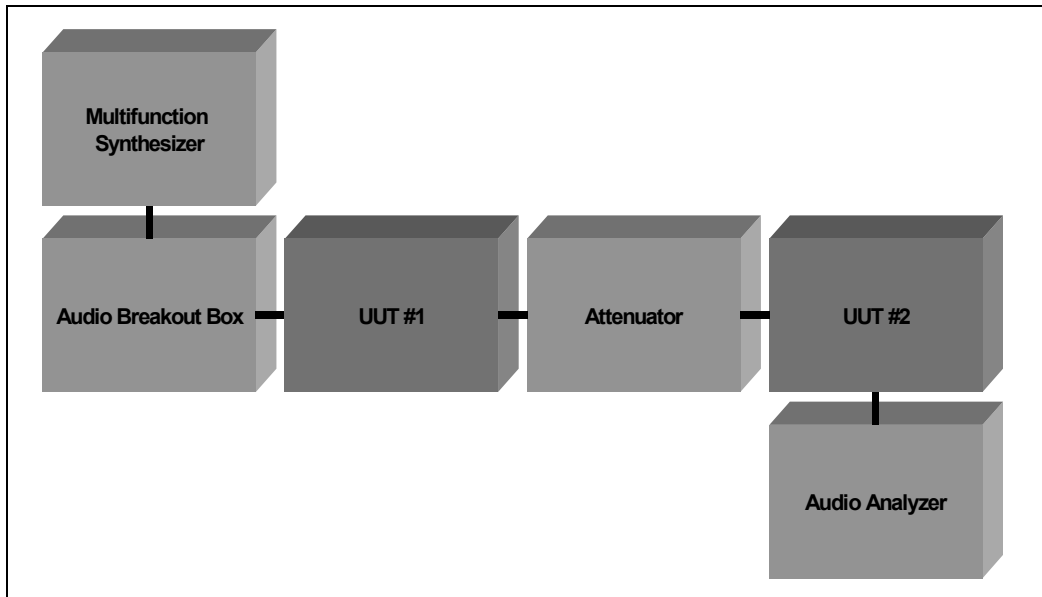 Multifunction
Synthesizer
Audio Breakout Box
UUT #1
Attenuator
UUT #2
Audio Analyzer